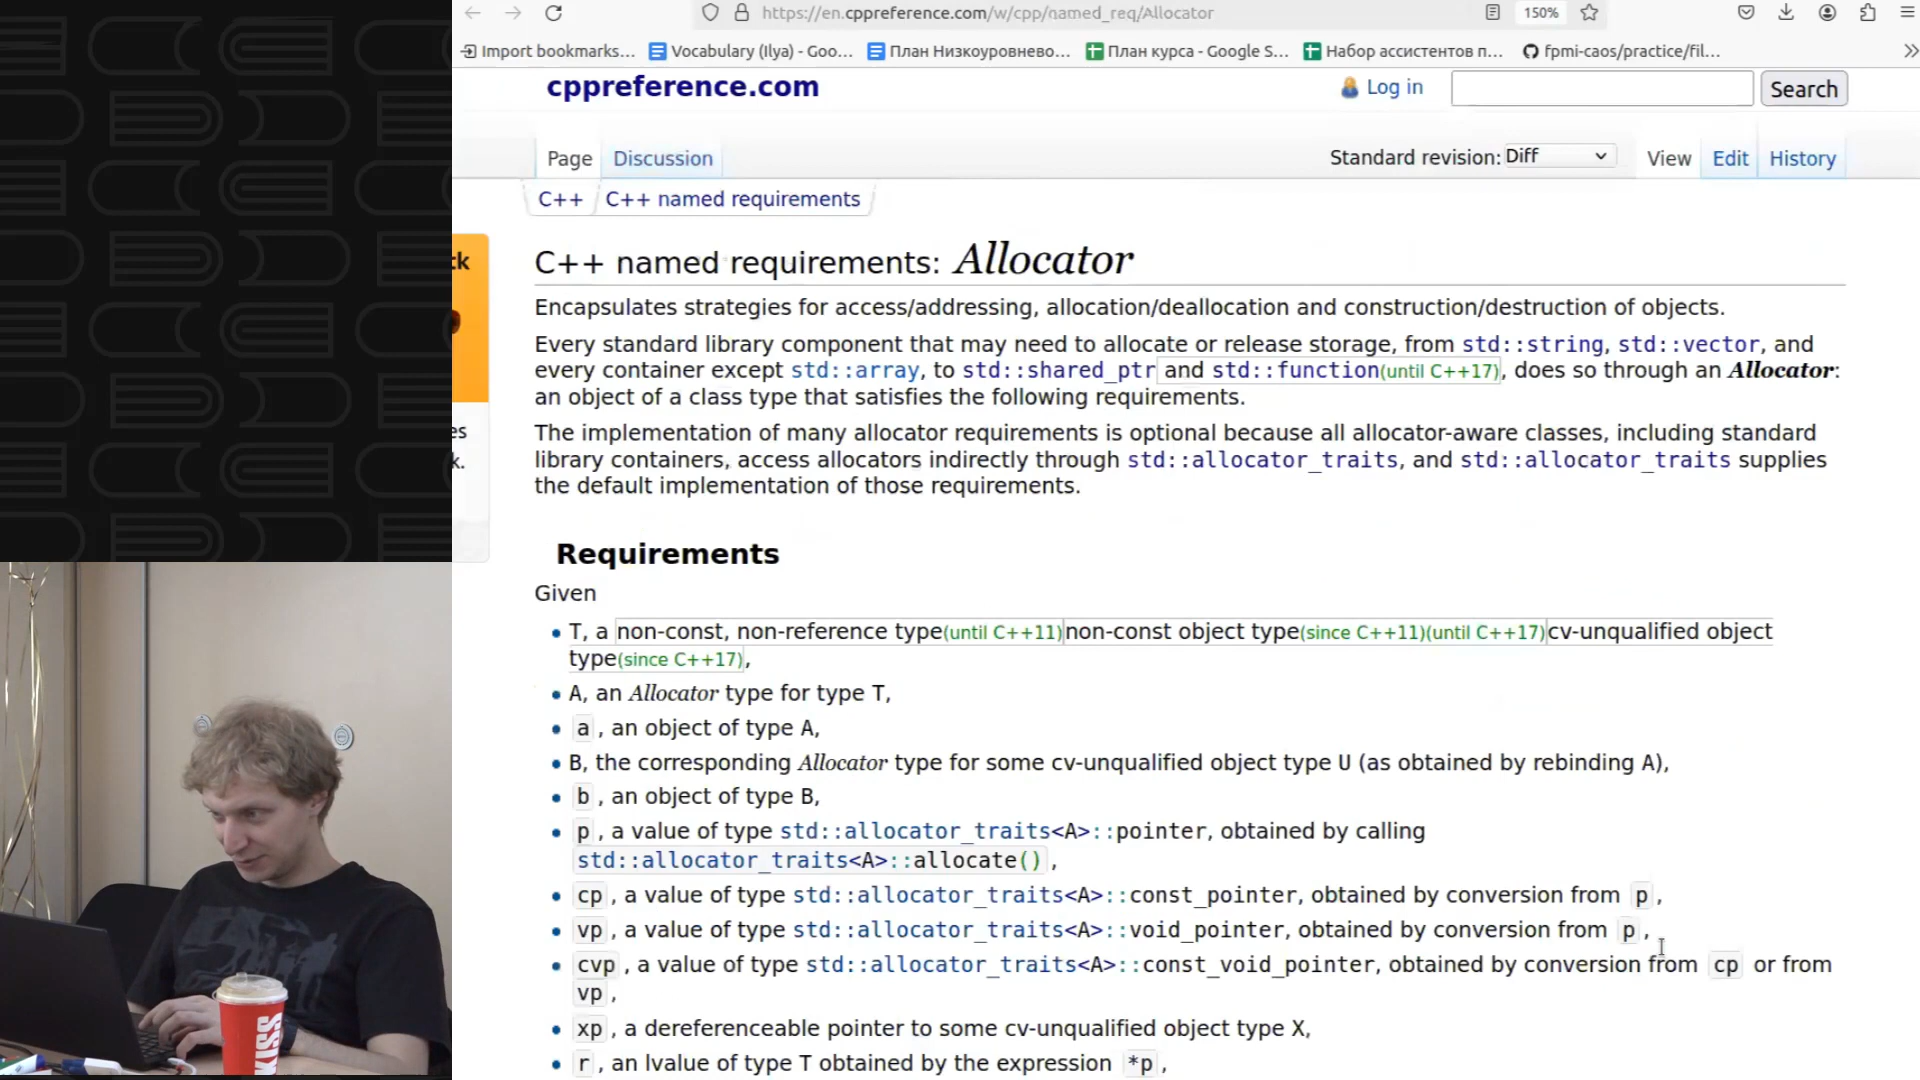 https://en.cppreference.com/w/cpp/named_req/Allocator
150%
Import bookmarks...
Vocabulary (Ilya) - Goo...
План Низкоуровнево...
План курса - Google S...
Набор ассистентов п...
fpmi-caos/practice/fil...
cppreference.com
Log in
Search
Page
Discussion
Standard revision: Diff
View
Edit
History
C++
C++ named requirements
C++ named requirements: Allocator
Encapsulates strategies for access/addressing, allocation/deallocation and construction/destruction of objects.
Every standard library component that may need to allocate or release storage, from std::string, std::vector, and
every container except std::array, to std::shared_ptr and std::function(until C++17), does so through an Allocator:
an object of a class type that satisfies the following requirements.
The implementation of many allocator requirements is optional because all allocator-aware classes, including standard
library containers, access allocators indirectly through std::allocator_traits, and std::allocator_traits supplies
the default implementation of those requirements.
Requirements
Given
• T, a non-const, non-reference type(until C++11)non-const object type(since C++11)(until C++17)cv-unqualified object
type(since C++17),
• A, an Allocator type for type T,
• a, an object of type A,
• B, the corresponding Allocator type for some cv-unqualified object type U (as obtained by rebinding A),
• b, an object of type B,
• p, a value of type std::allocator_traits<A>::pointer, obtained by calling
std::allocator_traits<A>::allocate(),
• cp, a value of type std::allocator_traits<A>::const_pointer, obtained by conversion from p,
• vp, a value of type std::allocator_traits<A>::void_pointer, obtained by conversion from p,
• cvp, a value of type std::allocator_traits<A>::const_void_pointer, obtained by conversion from cp or from
vp,
• xp, a dereferenceable pointer to some cv-unqualified object type X,
• r, an lvalue of type T obtained by the expression *p,
ck
es
k.